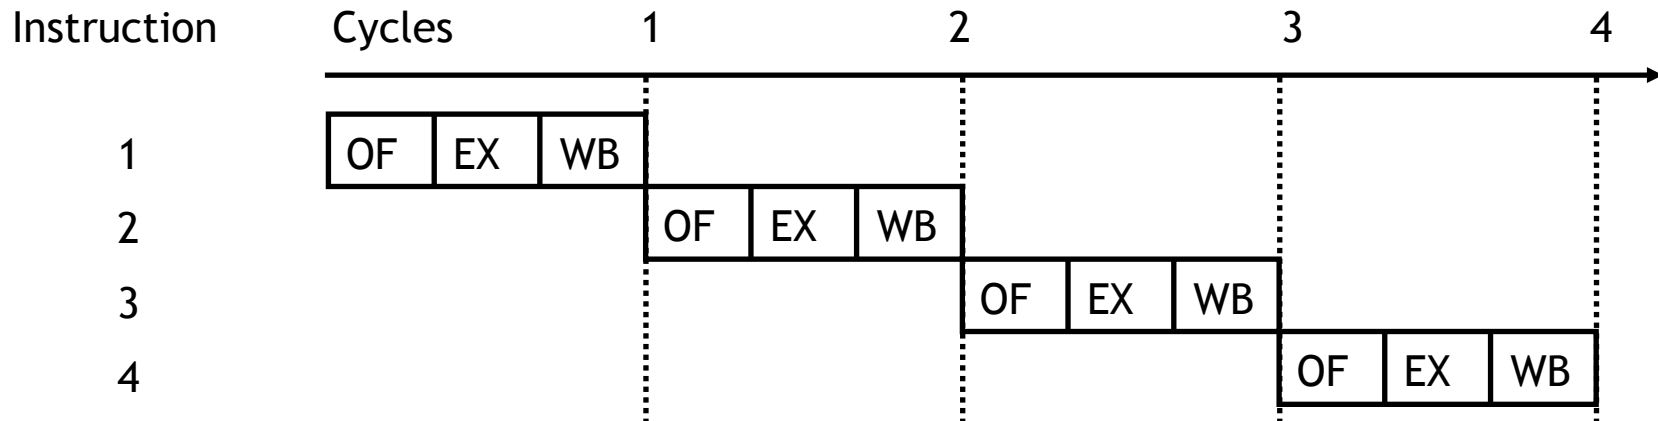 Instruction Cycles 1 2 3 4
1 OF EX WB
2 OF EX WB
3 OF EX WB
4 OF EX WB